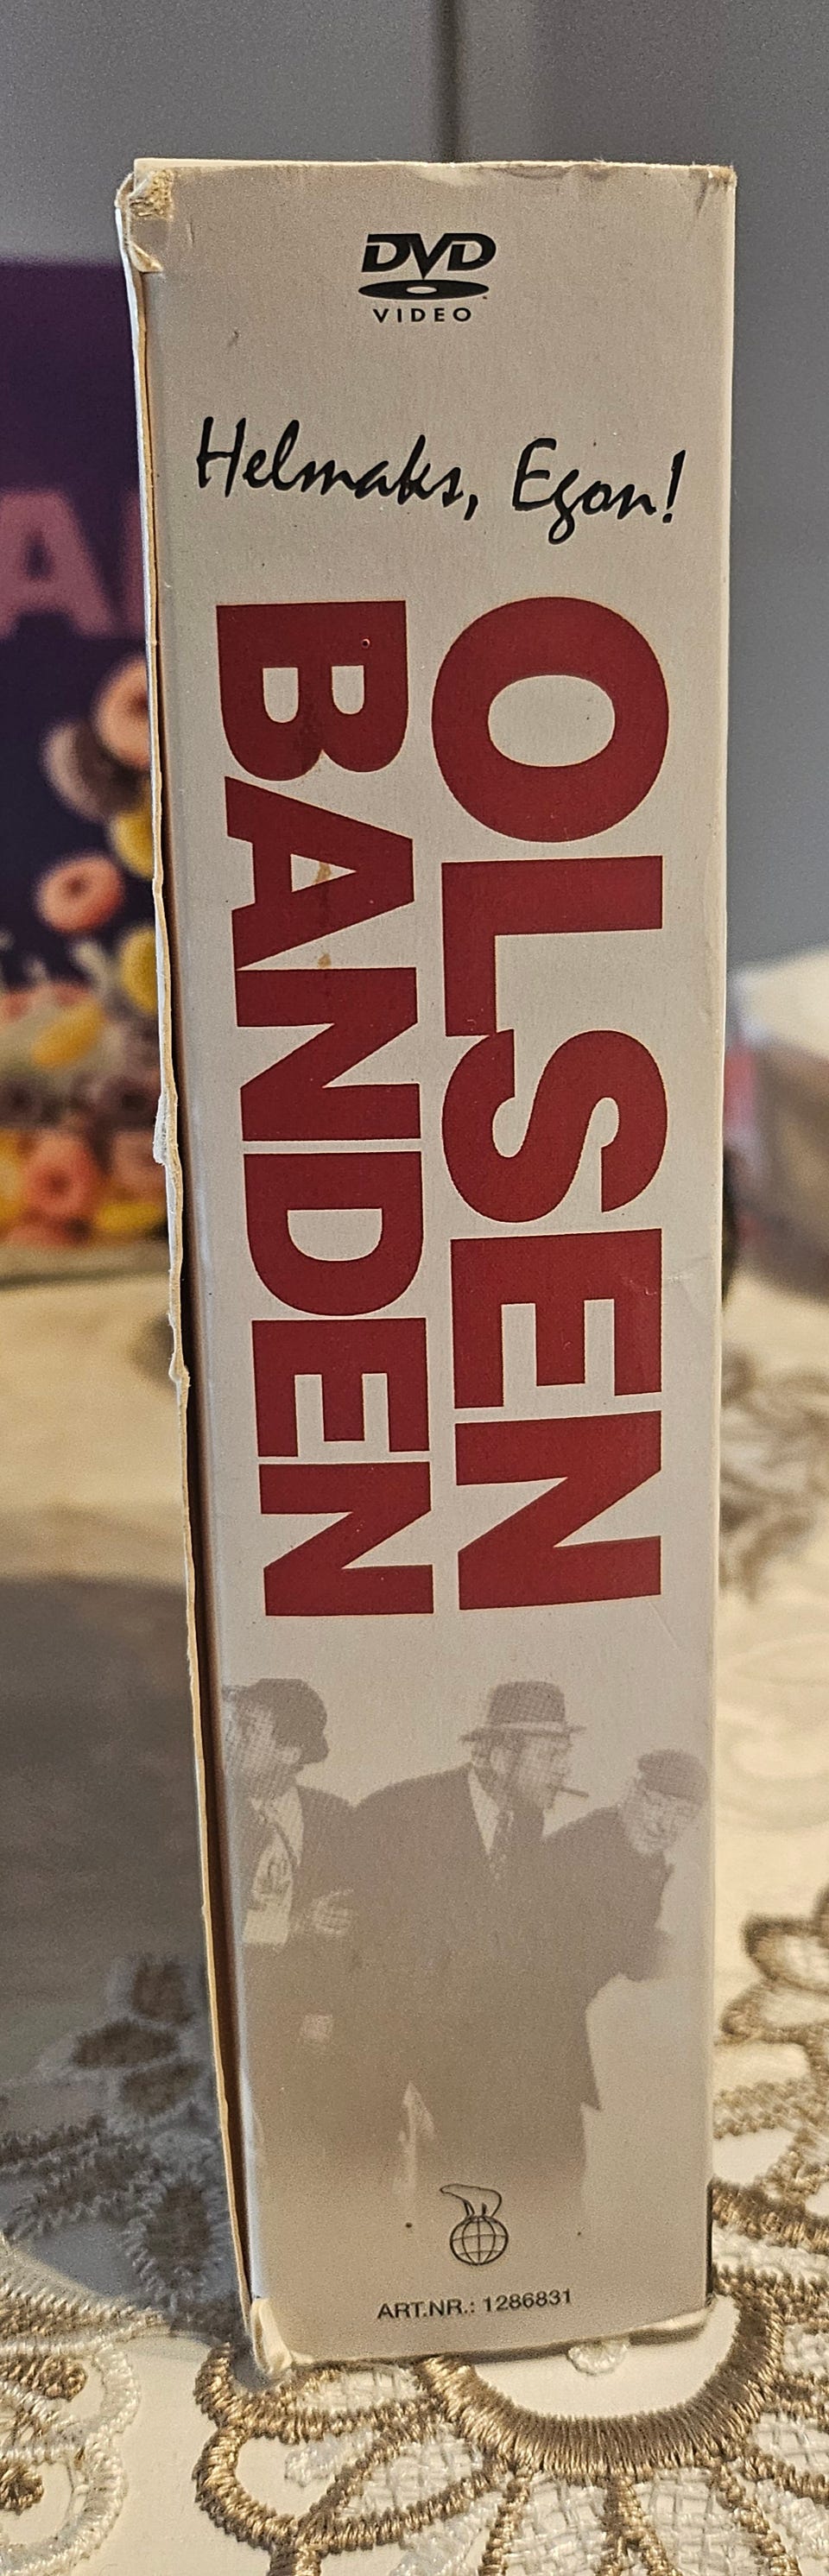 DVD
VIDEO
Helmaks, Egon!
OLSEN
BANDEN
ART.NR.: 1286831